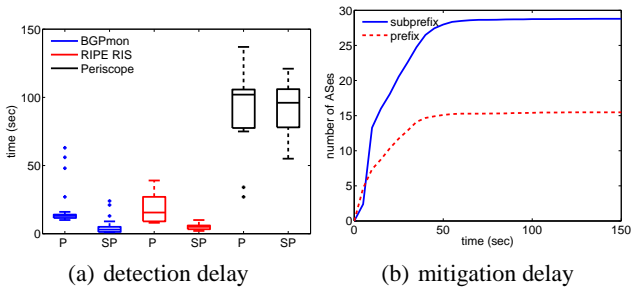 150
100
50
0
time (sec)
BGPmon
RIPE RIS
Periscope
P SP P SP P SP
(a) detection delay
30
25
20
15
10
5
0
number of ASes
subprefix
prefix
0 50 100 150
time (sec)
(b) mitigation delay